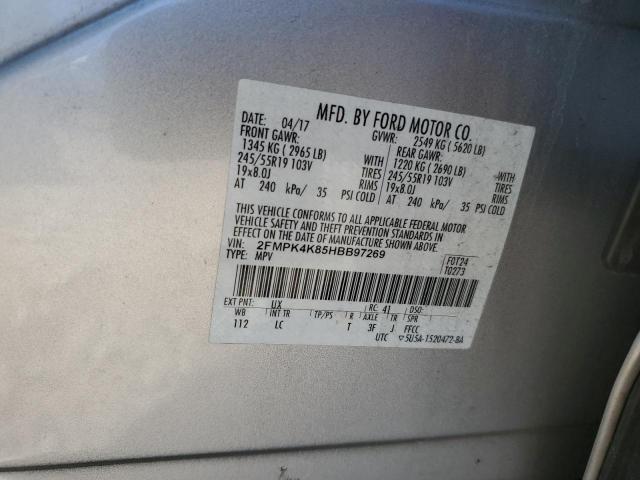 MFD. BY FORD MOTOR CO.
DATE: 04/17 GVWR: 2549 KG ( 5620 LB)
FRONT GAWR: REAR GAWR:
1345 KG ( 2965 LB) WITH 1220 KG ( 2690 LB) WITH
245/55R19 103V TIRES 245/55R19 103V TIRES
19x8.0J RIMS 19x8.0J RIMS
AT 240 kPa/ 35 PSI COLD AT 240 kPa/ 35 PSI COLD
THIS VEHICLE CONFORMS TO ALL APPLICABLE FEDERAL MOTOR
VEHICLE SAFETY AND THEFT PREVENTION STANDARDS IN
EFFECT ON THE DATE OF MANUFACTURE SHOWN ABOVE.
VIN: 2FMPK4K85HBB97269 F0T24
TYPE: MPV T0273
EXT PNT: UX RC: 41 DSO:
WB INT TR TP/PS R AXLE TR SPR
112 LC T 3F J FFCC
UTC ▽5U5A-1520472-BA